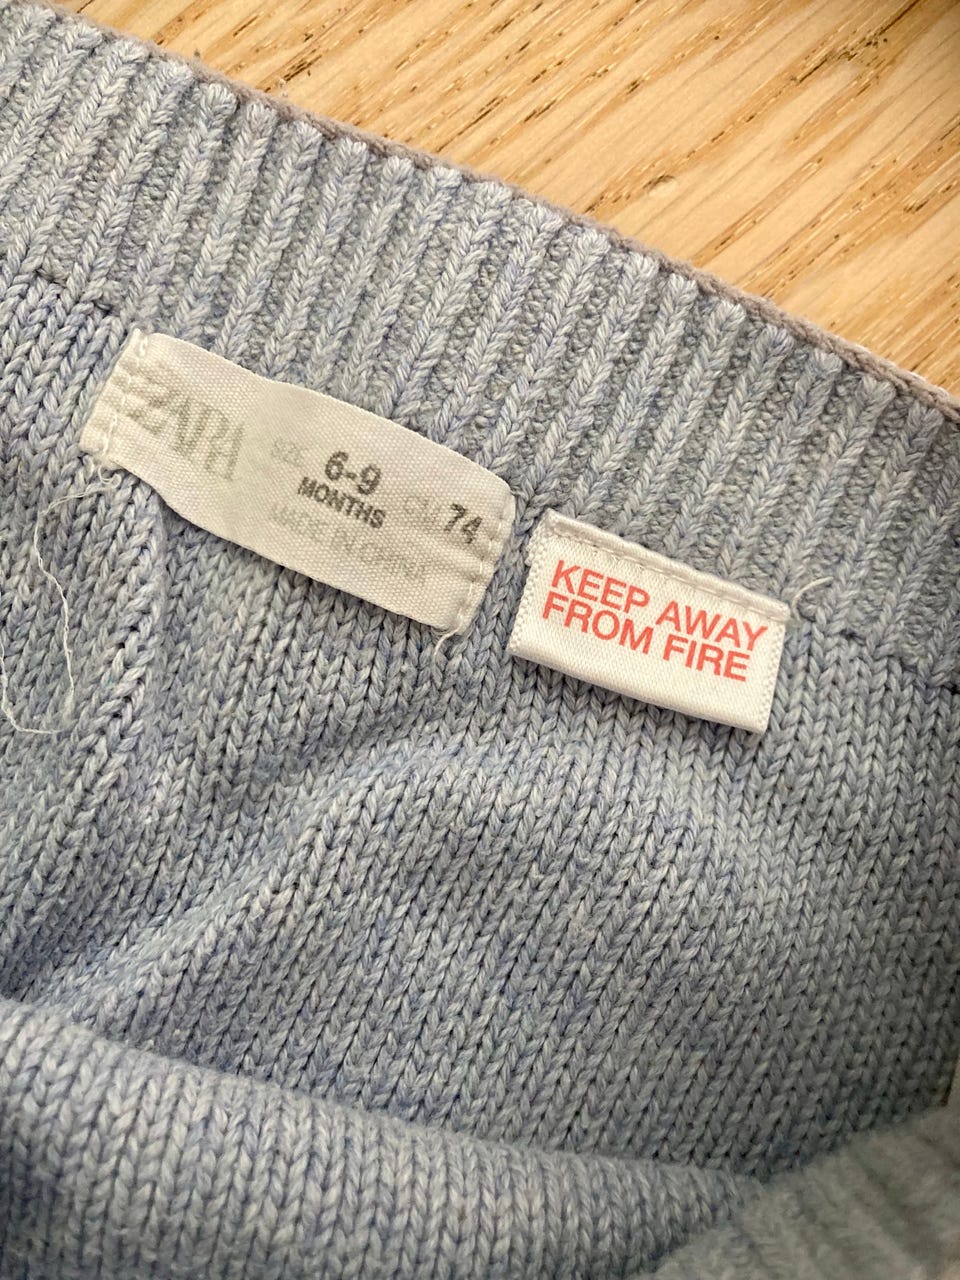 ZARA
SIZE 6-9 MONTHS CM 74
MADE IN CHINA
KEEP AWAY
FROM FIRE